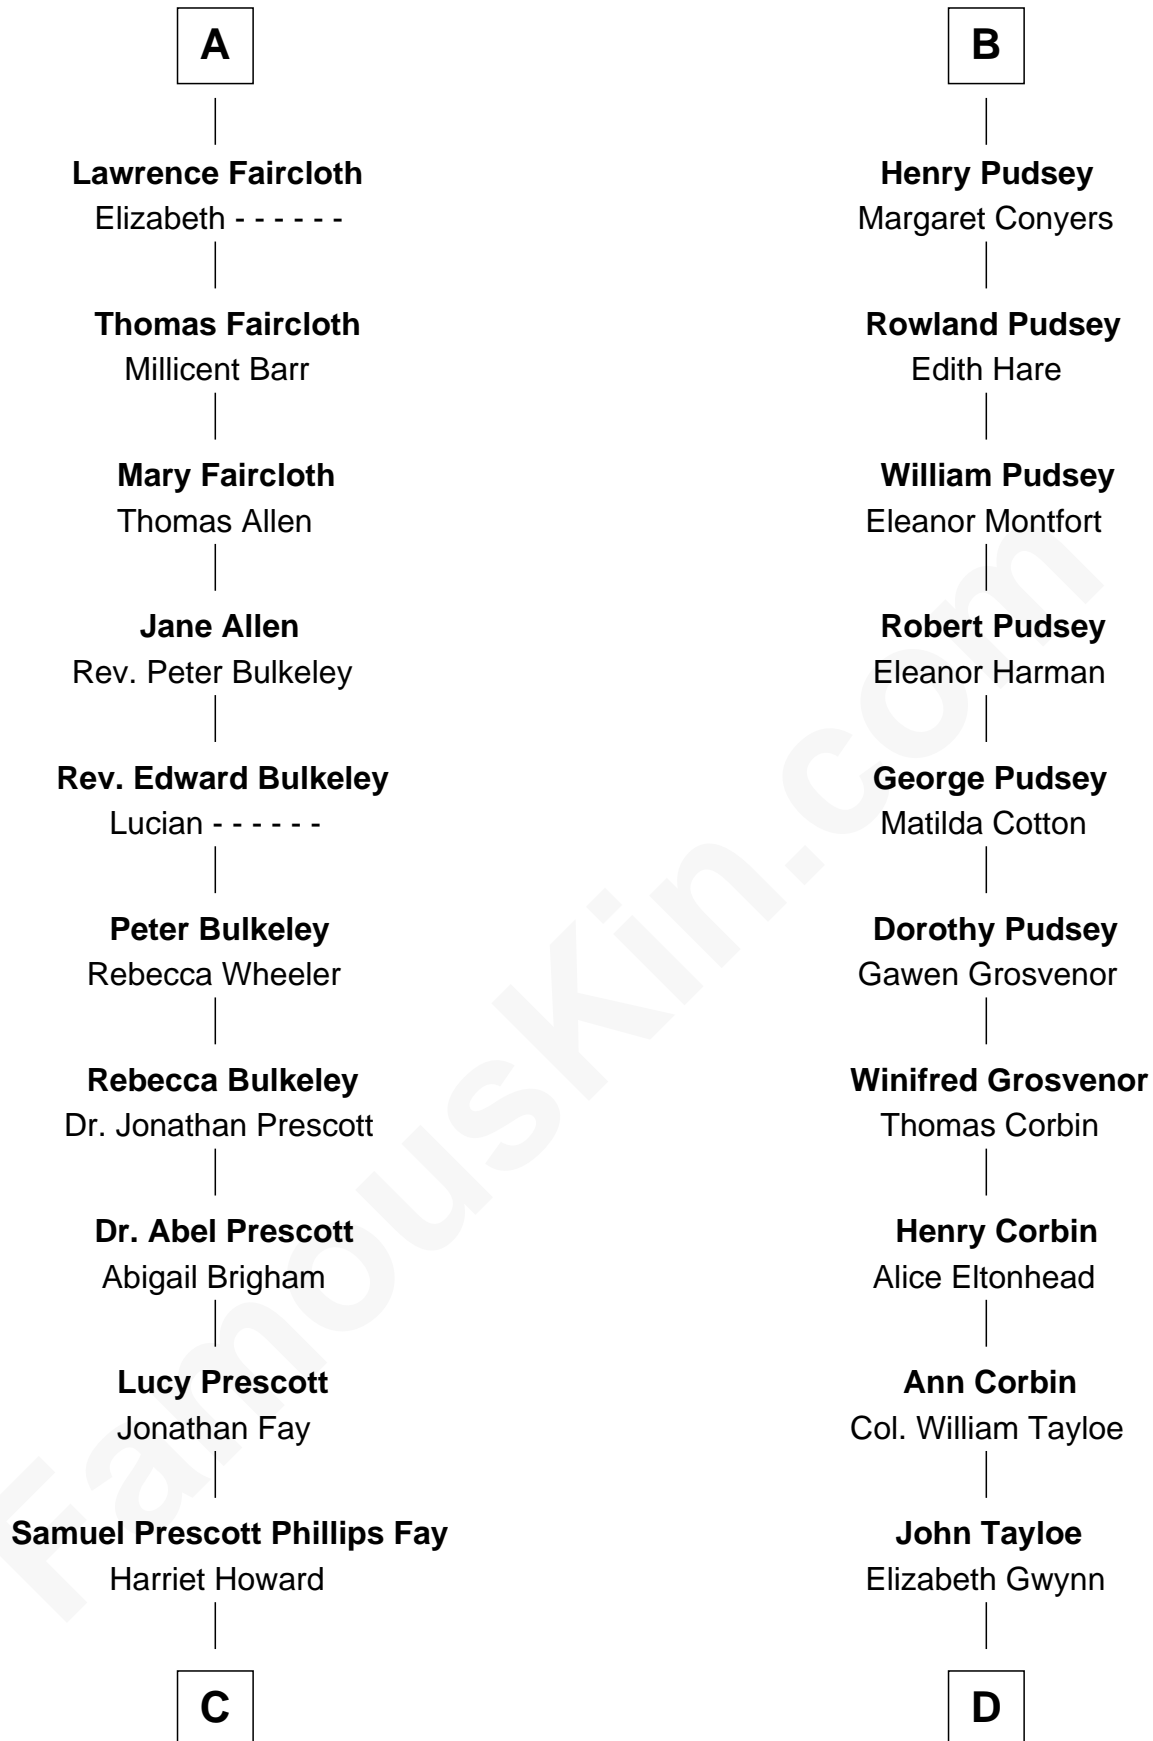 A
Lawrence Faircloth
Elizabeth - - - - - -
Thomas Faircloth
Millicent Barr
Mary Faircloth
Thomas Allen
Jane Allen
Rev. Peter Bulkeley
Rev. Edward Bulkeley
Lucian - - - - - -
Peter Bulkeley
Rebecca Wheeler
Rebecca Bulkeley
Dr. Jonathan Prescott
Dr. Abel Prescott
Abigail Brigham
Lucy Prescott
Jonathan Fay
Samuel Prescott Phillips Fay
Harriet Howard
C
B
Henry Pudsey
Margaret Conyers
Rowland Pudsey
Edith Hare
William Pudsey
Eleanor Montfort
Robert Pudsey
Eleanor Harman
George Pudsey
Matilda Cotton
Dorothy Pudsey
Gawen Grosvenor
Winifred Grosvenor
Thomas Corbin
Henry Corbin
Alice Eltonhead
Ann Corbin
Col. William Tayloe
John Tayloe
Elizabeth Gwynn
D
FamousKin.com